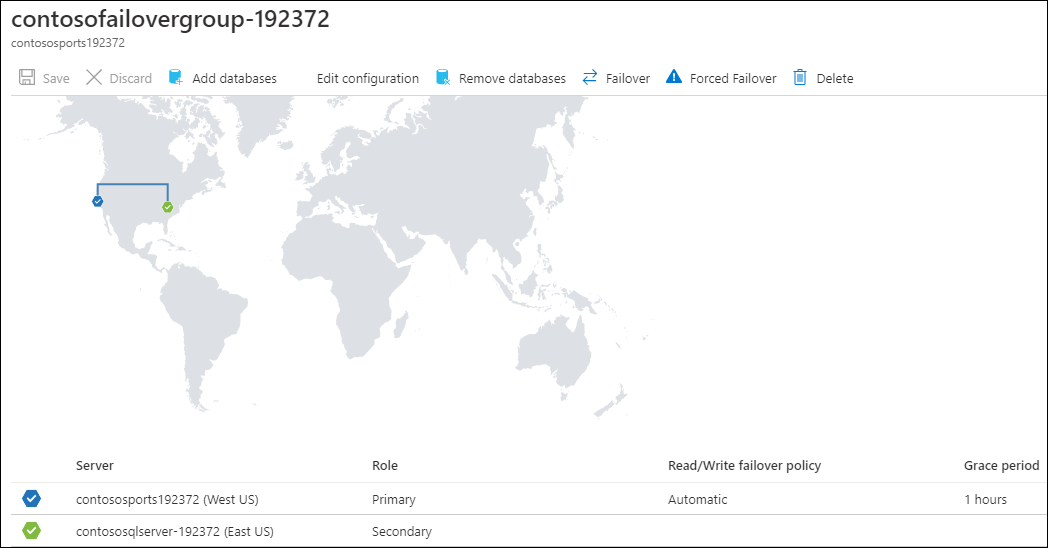 contosofailovergroup-192372
contososports192372
Save Discard Add databases Edit configuration Remove databases Failover Forced Failover Delete
Server Role Read/Write failover policy Grace period
contososports192372 (West US) Primary Automatic 1 hours
contososqlserver-192372 (East US) Secondary